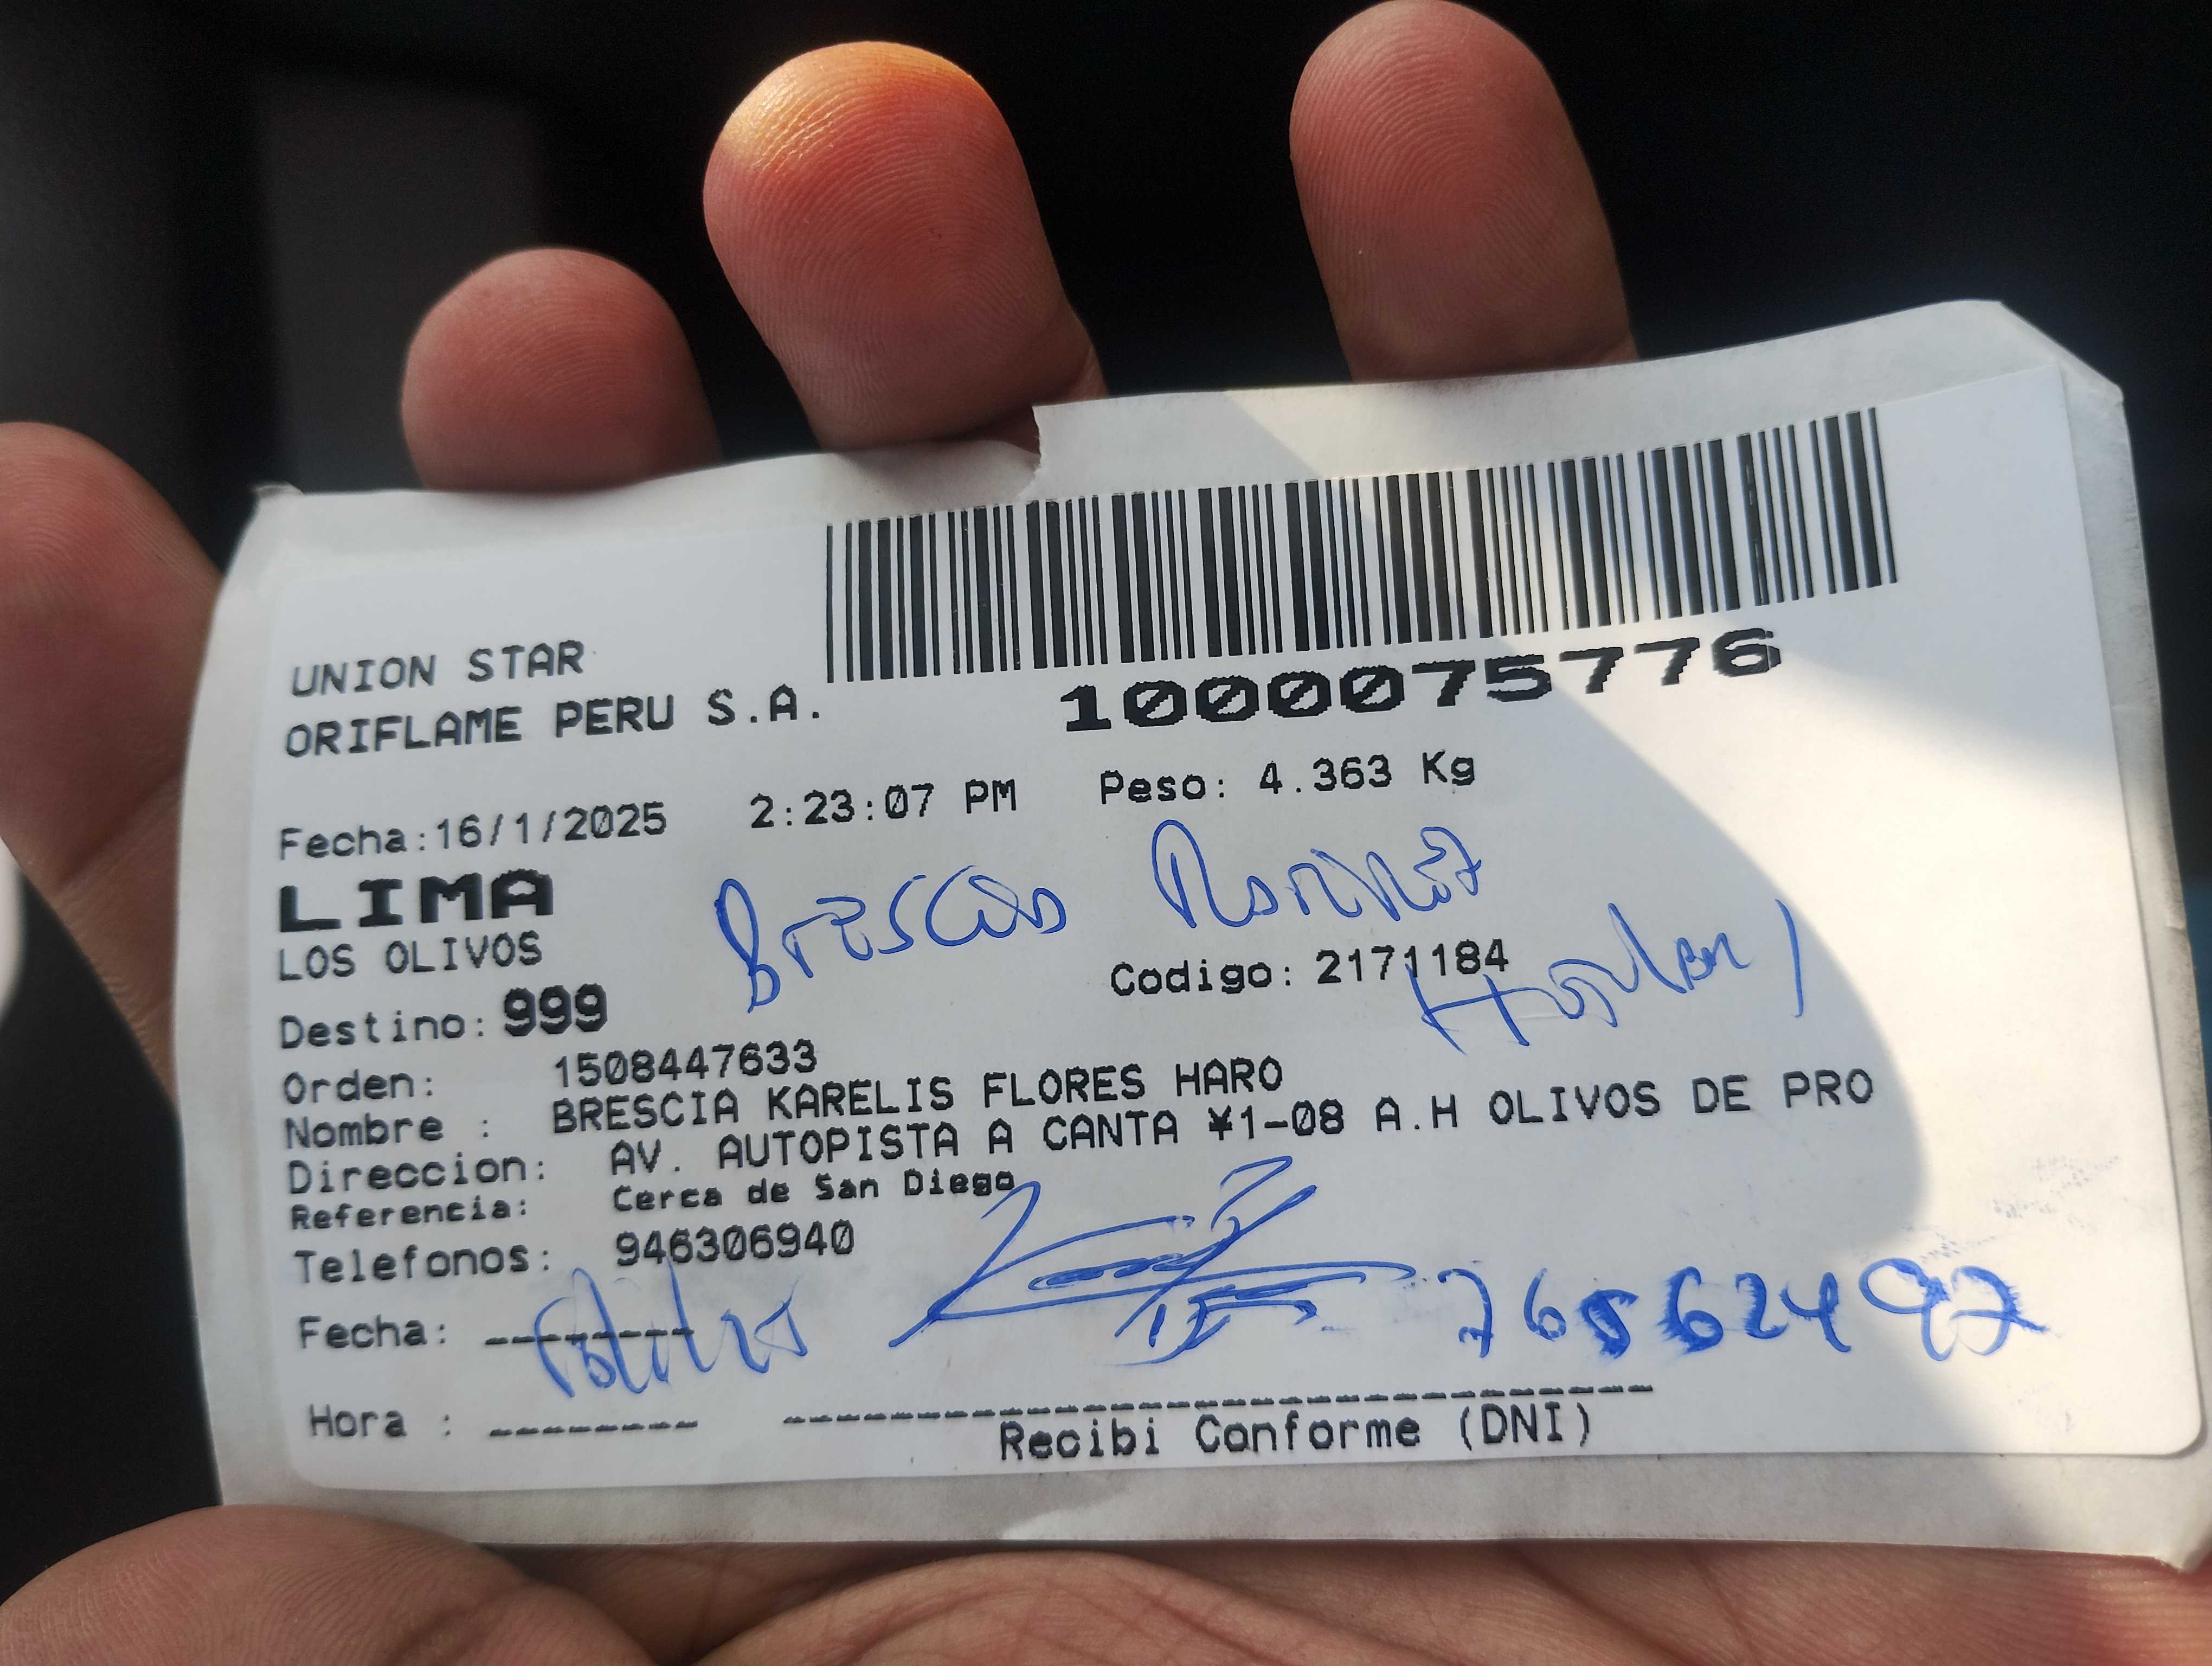 UNION STAR
ORIFLAME PERU S.A.
1000075776
Fecha:16/1/2025 2:23:07 PM Peso: 4.363 Kg
LIMA
LOS OLIVOS
Codigo: 2171184
Destino: 999
Orden: 1508447633
Nombre : BRESCIA KARELIS FLORES HARO
Direccion: AV. AUTOPISTA A CANTA ¥1-08 A.H OLIVOS DE PRO
Referencia: Cerca de San Diego
Telefonos: 946306940
Fecha: --------
76562497
Hora : --------
Recibi Conforme (DNI)